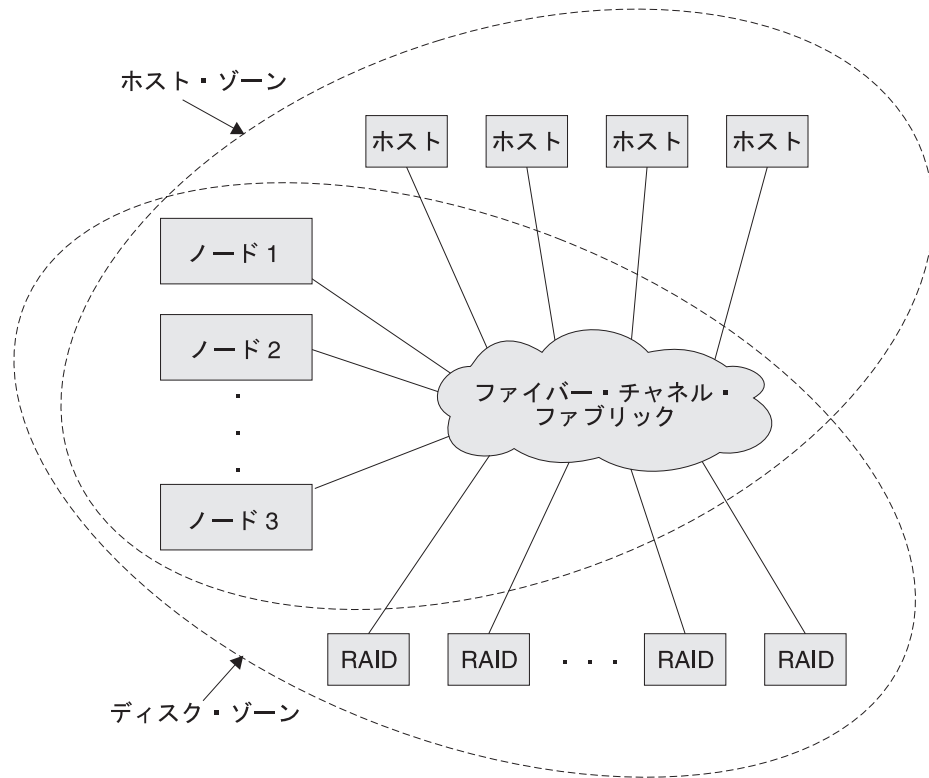 ホスト・ゾーン
ホスト
ホスト
ホスト
ホスト
ノード 1
ノード 2
ファイバー・チャネル・
ファブリック
ノード 3
RAID
RAID
RAID
RAID
ディスク・ゾーン